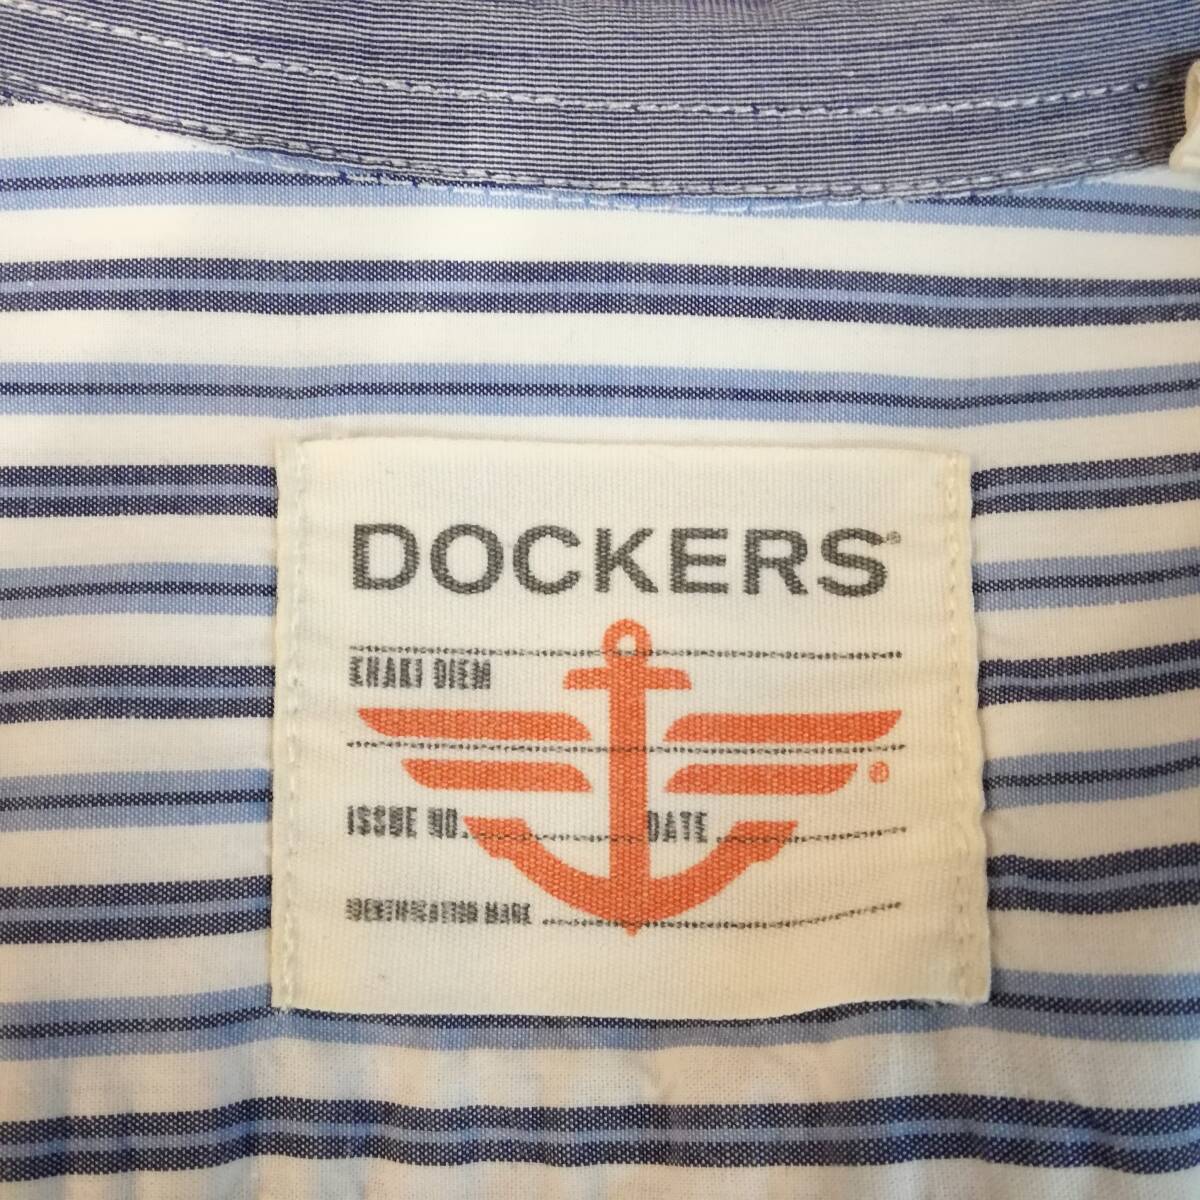 DOCKERS®
KHAKI DIEM
®
ISSUE NO. DATE
IDENTIFICATION MARK